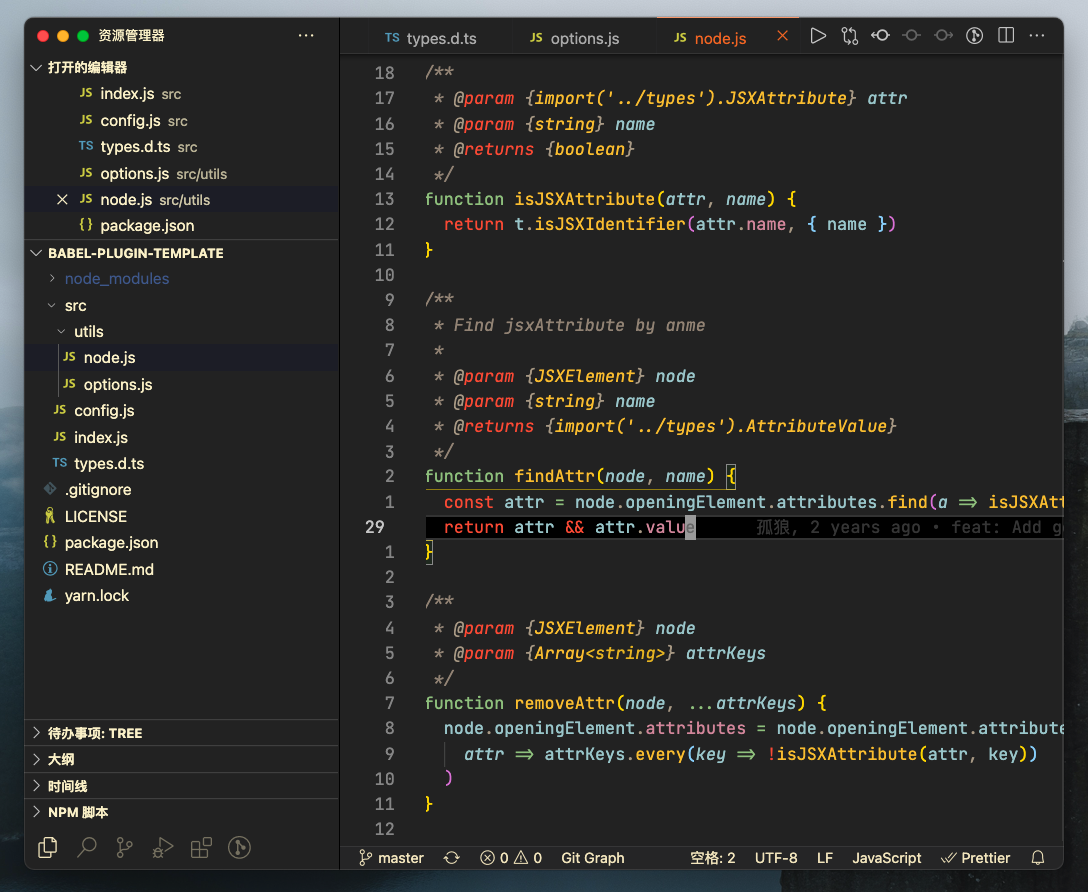 资源管理器
打开的编辑器
JS index.js src
JS config.js src
TS types.d.ts src
JS options.js src/utils
JS node.js src/utils
{} package.json
BABEL-PLUGIN-TEMPLATE
node_modules
src
utils
JS node.js
JS options.js
JS config.js
JS index.js
TS types.d.ts
.gitignore
LICENSE
{} package.json
README.md
yarn.lock
待办事项: TREE
大纲
时间线
NPM 脚本
TS types.d.ts
JS options.js
JS node.js
18 /**
17 * @param {import('../types').JSXAttribute} attr
16 * @param {string} name
15 * @returns {boolean}
14 */
13 function isJSXAttribute(attr, name) {
12 return t.isJSXIdentifier(attr.name, { name })
11 }
10
9 /**
8 * Find jsxAttribute by anme
7 *
6 * @param {JSXElement} node
5 * @param {string} name
4 * @returns {import('../types').AttributeValue}
3 */
2 function findAttr(node, name) {
1 const attr = node.openingElement.attributes.find(a => isJSXAtt
29 return attr && attr.value 孤狼, 2 years ago • feat: Add g
1 }
2
3 /**
4 * @param {JSXElement} node
5 * @param {Array<string>} attrKeys
6 */
7 function removeAttr(node, ...attrKeys) {
8 node.openingElement.attributes = node.openingElement.attribute
9 attr => attrKeys.every(key => !isJSXAttribute(attr, key))
10 )
11 }
12
master 0 0 Git Graph 空格: 2 UTF-8 LF JavaScript Prettier